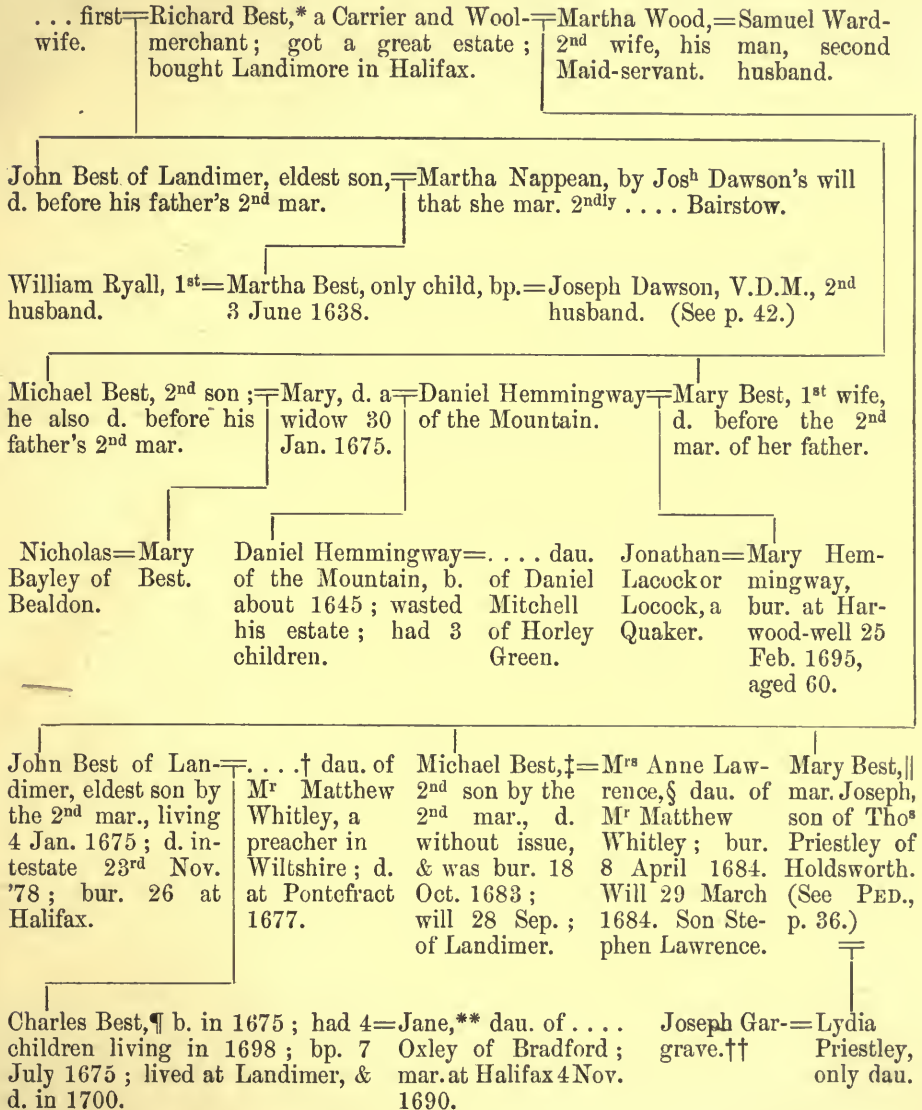 . . . first
wife.
Richard Best,* a Carrier and Wool-
merchant; got a great estate;
bought Landimore in Halifax.
Martha Wood,
2nd wife, his
Maid-servant.
=Samuel Ward-
man, second
husband.
John Best of Landimer, eldest son,
d. before his father's 2nd mar.
Martha Nappean, by Josh Dawson's will
that she mar. 2ndly . . . . Bairstow.
William Ryall, 1st
husband.
=Martha Best, only child, bp.
3 June 1638.
=Joseph Dawson, V.D.M., 2nd
husband. (See p. 42.)
Michael Best, 2nd son;
he also d. before his
father's 2nd mar.
Mary, d. a
widow 30
Jan. 1675.
Daniel Hemmingway
of the Mountain.
Mary Best, 1st wife,
d. before the 2nd
mar. of her father.
Nicholas
Bayley of
Bealdon.
=Mary
Best.
Daniel Hemmingway
of the Mountain, b.
about 1645; wasted
his estate; had 3
children.
=. . . . dau.
of Daniel
Mitchell
of Horley
Green.
Jonathan
Lacock or
Locock, a
Quaker.
=Mary Hem-
mingway,
bur. at Har-
wood-well 25
Feb. 1695,
aged 60.
John Best of Lan-
dimer, eldest son by
the 2nd mar., living
4 Jan. 1675; d. in-
testate 23rd Nov.
'78; bur. 26 at
Halifax.
. . . .† dau. of
Mr Matthew
Whitley, a
preacher in
Wiltshire; d.
at Pontefract
1677.
Michael Best,‡
2nd son by the
2nd mar., d.
without issue,
& was bur. 18
Oct. 1683;
will 28 Sep.;
of Landimer.
=Mrs Anne Law-
rence,§ dau. of
Mr Matthew
Whitley; bur.
8 April 1684.
Will 29 March
1684. Son Ste-
phen Lawrence.
Mary Best,||
mar. Joseph,
son of Thos
Priestley of
Holdsworth.
(See PED.,
p. 36.)
Charles Best,¶ b. in 1675; had 4
children living in 1698; bp. 7
July 1675; lived at Landimer, &
d. in 1700.
=Jane,** dau. of . . . .
Oxley of Bradford;
mar. at Halifax 4 Nov.
1690.
Joseph Gar-
grave.††
=Lydia
Priestley,
only dau.